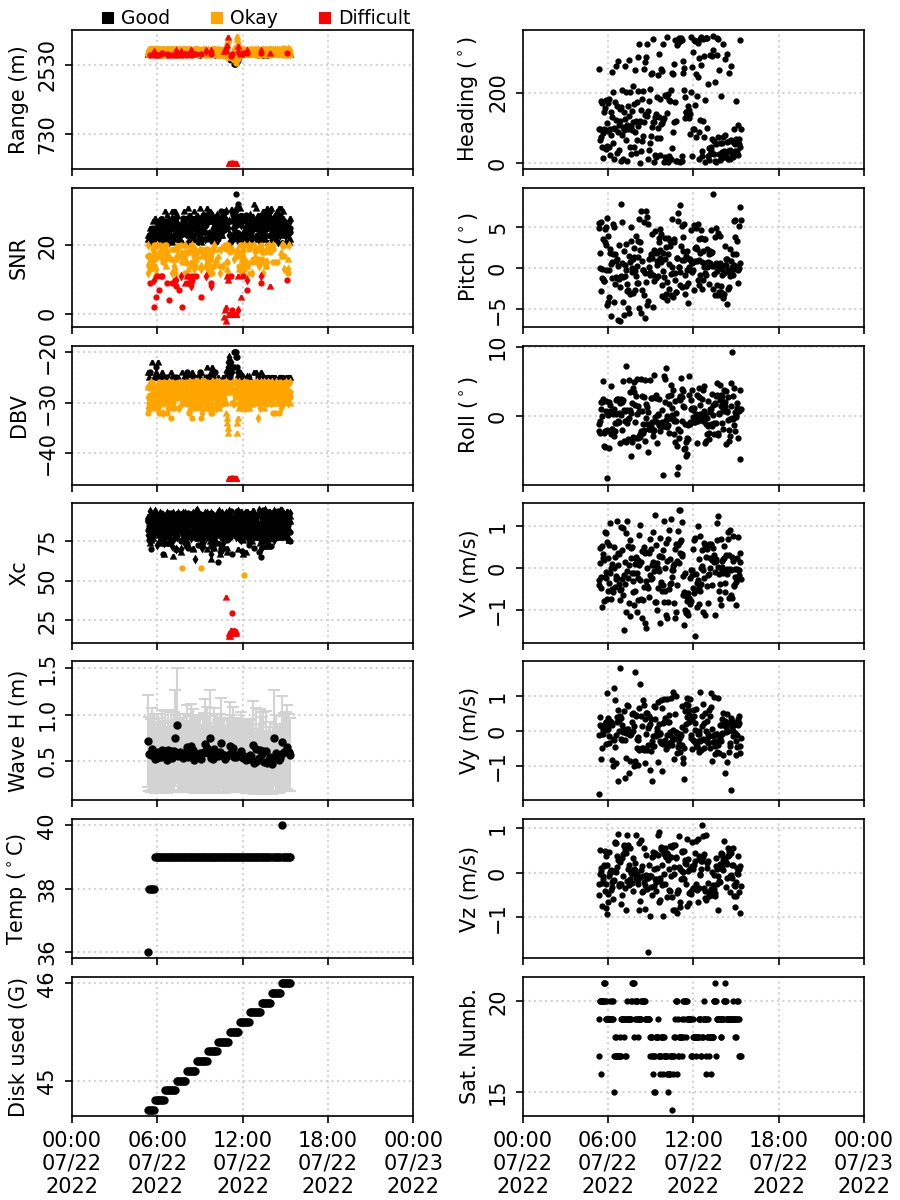 Good Okay Difficult
Range (m)
2530
730
Heading (°)
200
0
SNR
20
0
Pitch (°)
5
0
−5
DBV
−20
−30
−40
Roll (°)
10
0
Xc
75
50
25
Vx (m/s)
1
0
−1
Wave H (m)
1.5
1.0
0.5
Vy (m/s)
1
0
−1
Temp (°C)
40
38
36
Vz (m/s)
1
0
−1
Disk used (G)
46
45
Sat. Numb.
20
15
00:00 06:00 12:00 18:00 00:00
07/22 07/22 07/22 07/22 07/23
2022 2022 2022 2022 2022
00:00 06:00 12:00 18:00 00:00
07/22 07/22 07/22 07/22 07/23
2022 2022 2022 2022 2022